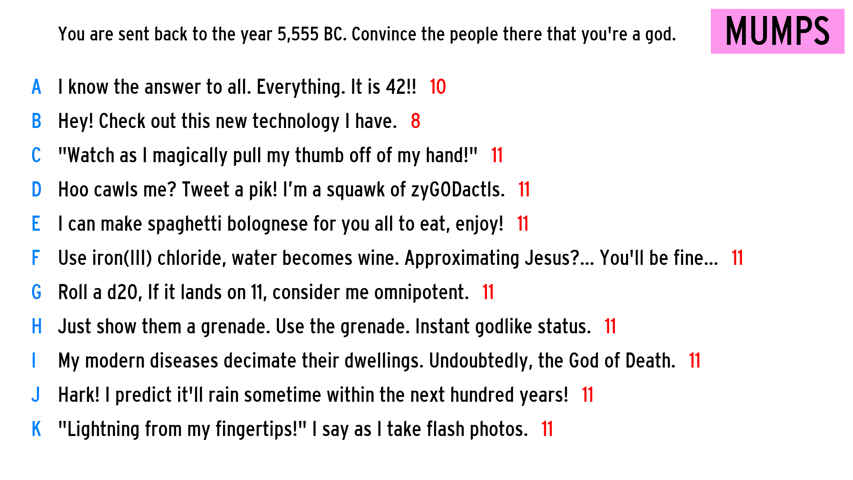 You are sent back to the year 5,555 BC. Convince the people there that you're a god.
MUMPS
A I know the answer to all. Everything. It is 42!! 10
B Hey! Check out this new technology I have. 8
C "Watch as I magically pull my thumb off of my hand!" 11
D Hoo cawls me? Tweet a pik! I'm a squawk of zyGODactls. 11
E I can make spaghetti bolognese for you all to eat, enjoy! 11
F Use iron(III) chloride, water becomes wine. Approximating Jesus?... You'll be fine... 11
G Roll a d20, If it lands on 11, consider me omnipotent. 11
H Just show them a grenade. Use the grenade. Instant godlike status. 11
I My modern diseases decimate their dwellings. Undoubtedly, the God of Death. 11
J Hark! I predict it'll rain sometime within the next hundred years! 11
K "Lightning from my fingertips!" I say as I take flash photos. 11